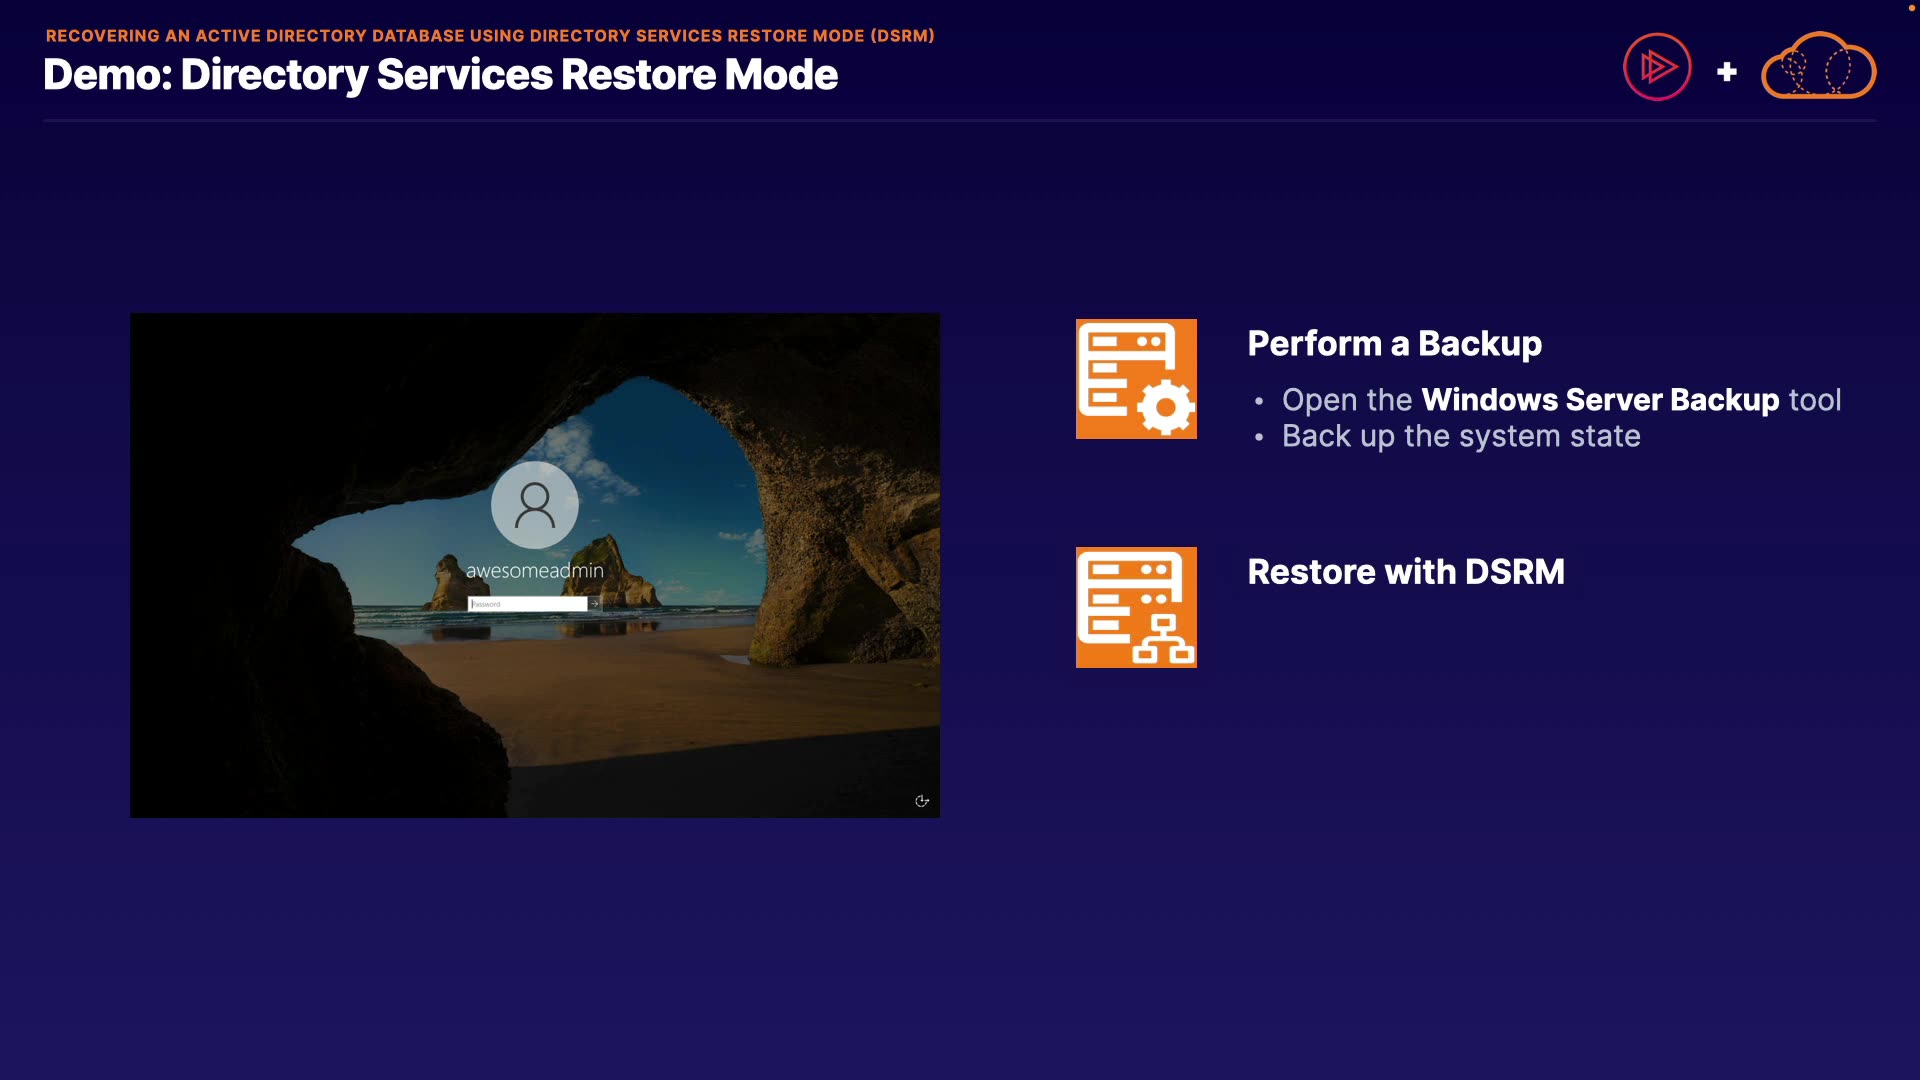 RECOVERING AN ACTIVE DIRECTORY DATABASE USING DIRECTORY SERVICES RESTORE MODE (DSRM)
Demo: Directory Services Restore Mode
awesomeadmin
Password
Perform a Backup
• Open the Windows Server Backup tool
• Back up the system state
Restore with DSRM